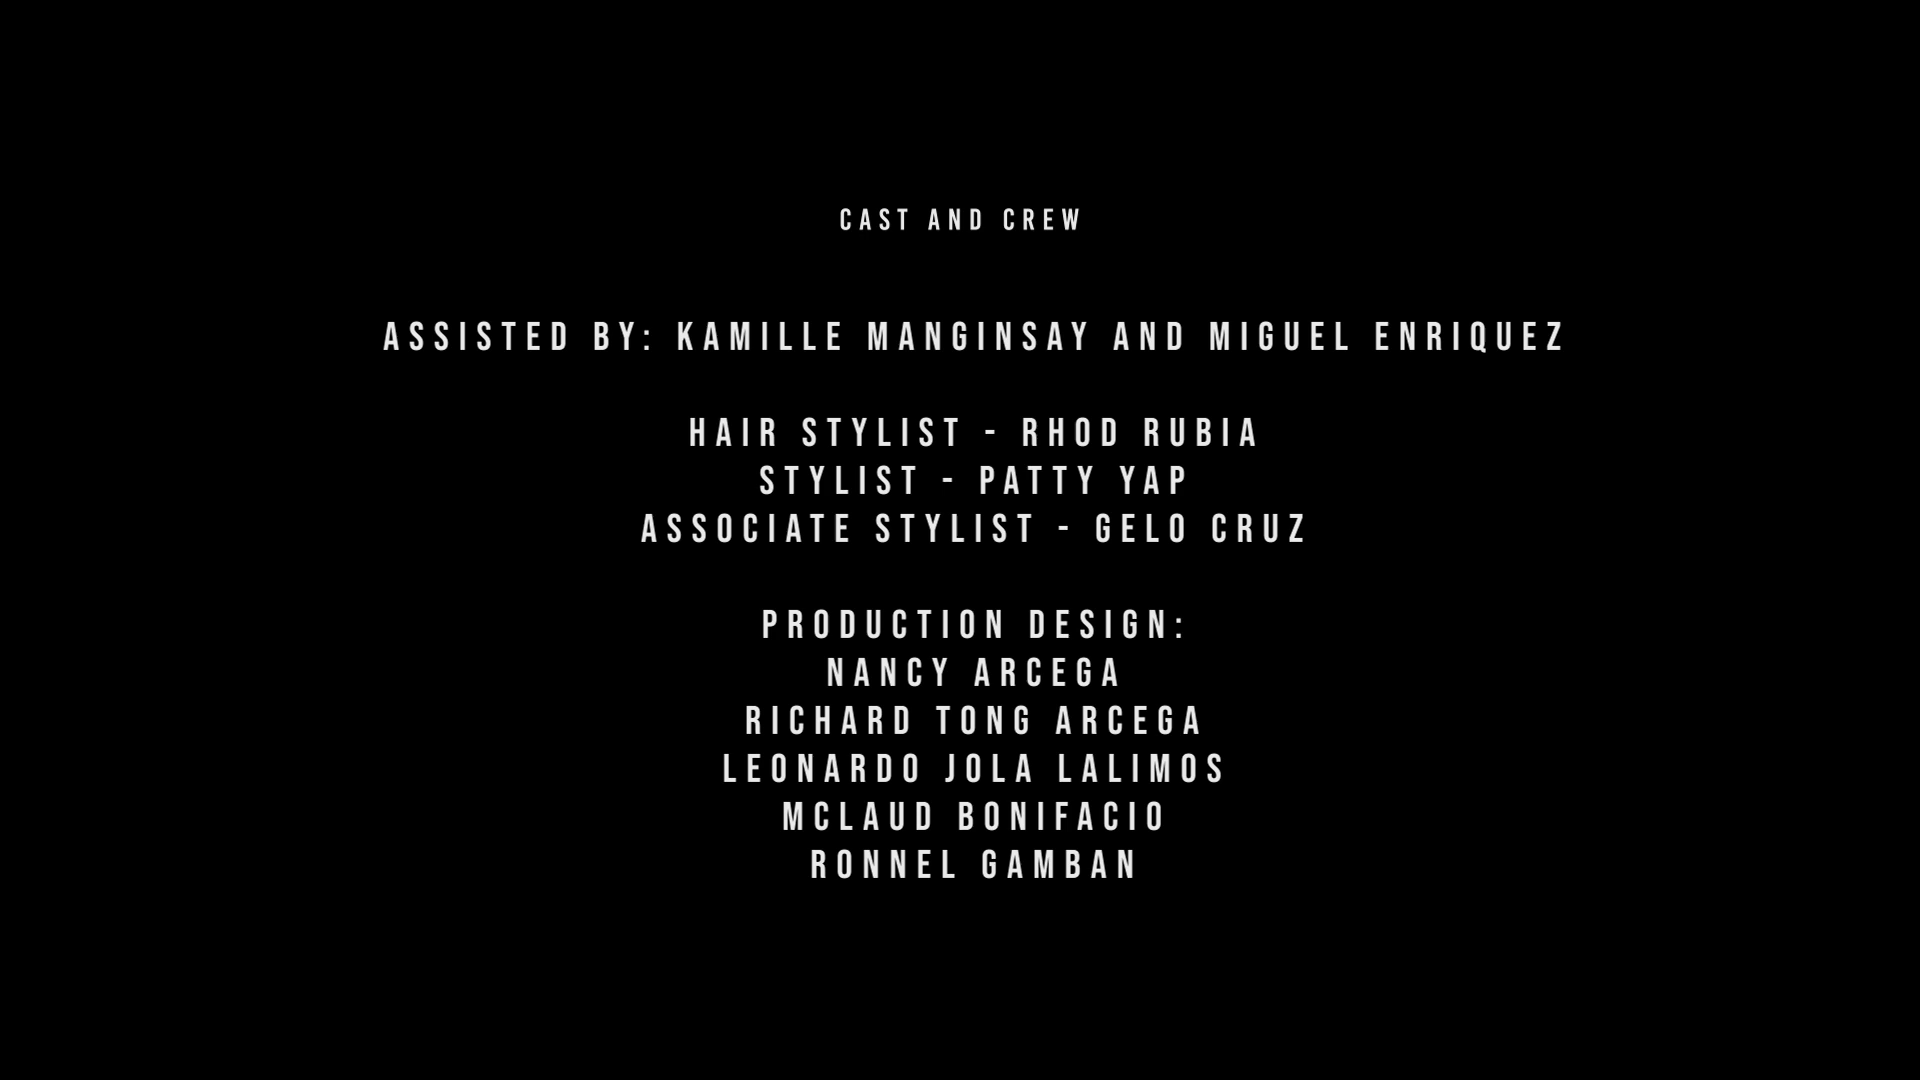 CAST AND CREW
ASSISTED BY: KAMILLE MANGINSAY AND MIGUEL ENRIQUEZ
HAIR STYLIST - RHOD RUBIA
STYLIST - PATTY YAP
ASSOCIATE STYLIST - GELO CRUZ
PRODUCTION DESIGN:
NANCY ARCEGA
RICHARD TONG ARCEGA
LEONARDO JOLA LALIMOS
MCLAUD BONIFACIO
RONNEL GAMBAN